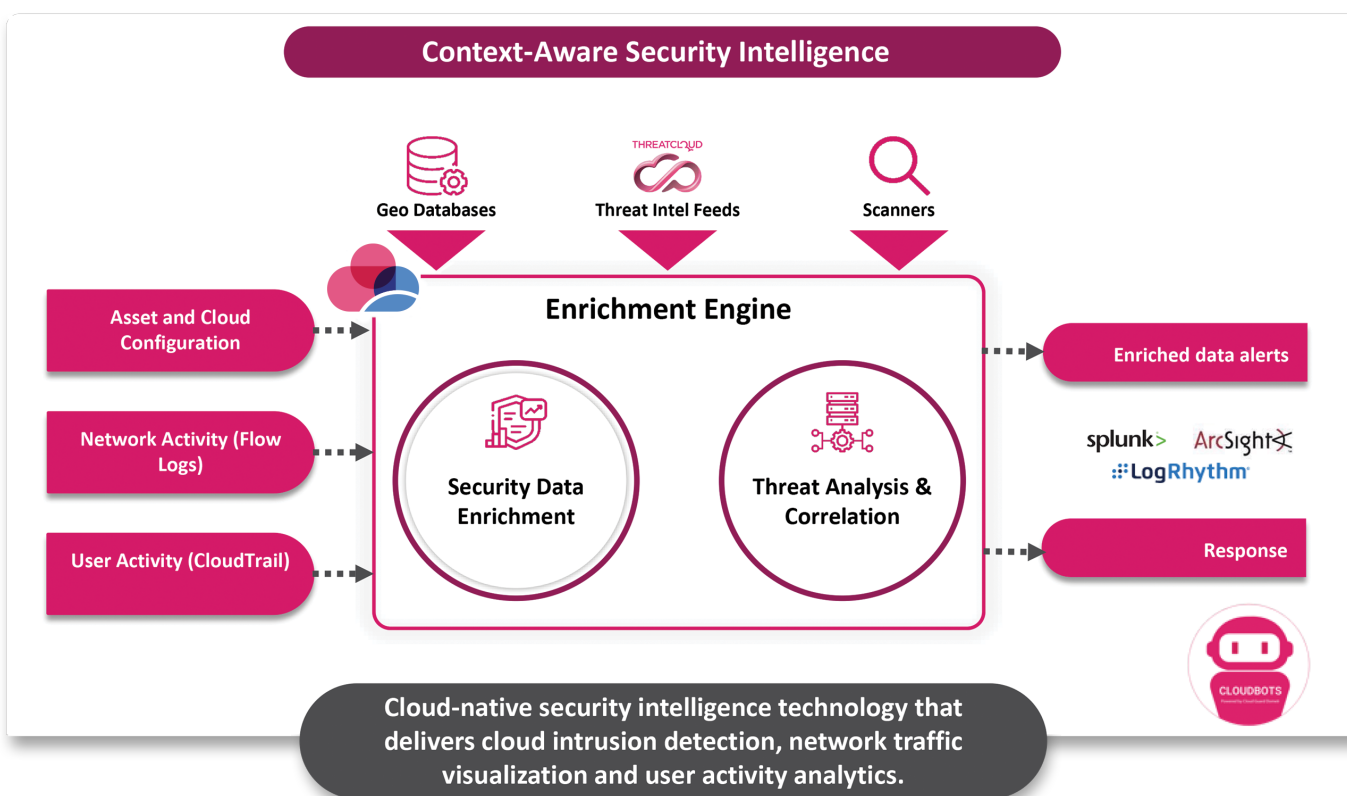 Context-Aware Security Intelligence
THREATCLOUD
Geo Databases
Threat Intel Feeds
Scanners
Enrichment Engine
Asset and Cloud
Configuration
Network Activity (Flow
Logs)
User Activity (CloudTrail)
Security Data
Enrichment
Threat Analysis &
Correlation
Enriched data alerts
splunk>
ArcSight
LogRhythm
Response
CLOUDBOTS
Cloud-native security intelligence technology that
delivers cloud intrusion detection, network traffic
visualization and user activity analytics.